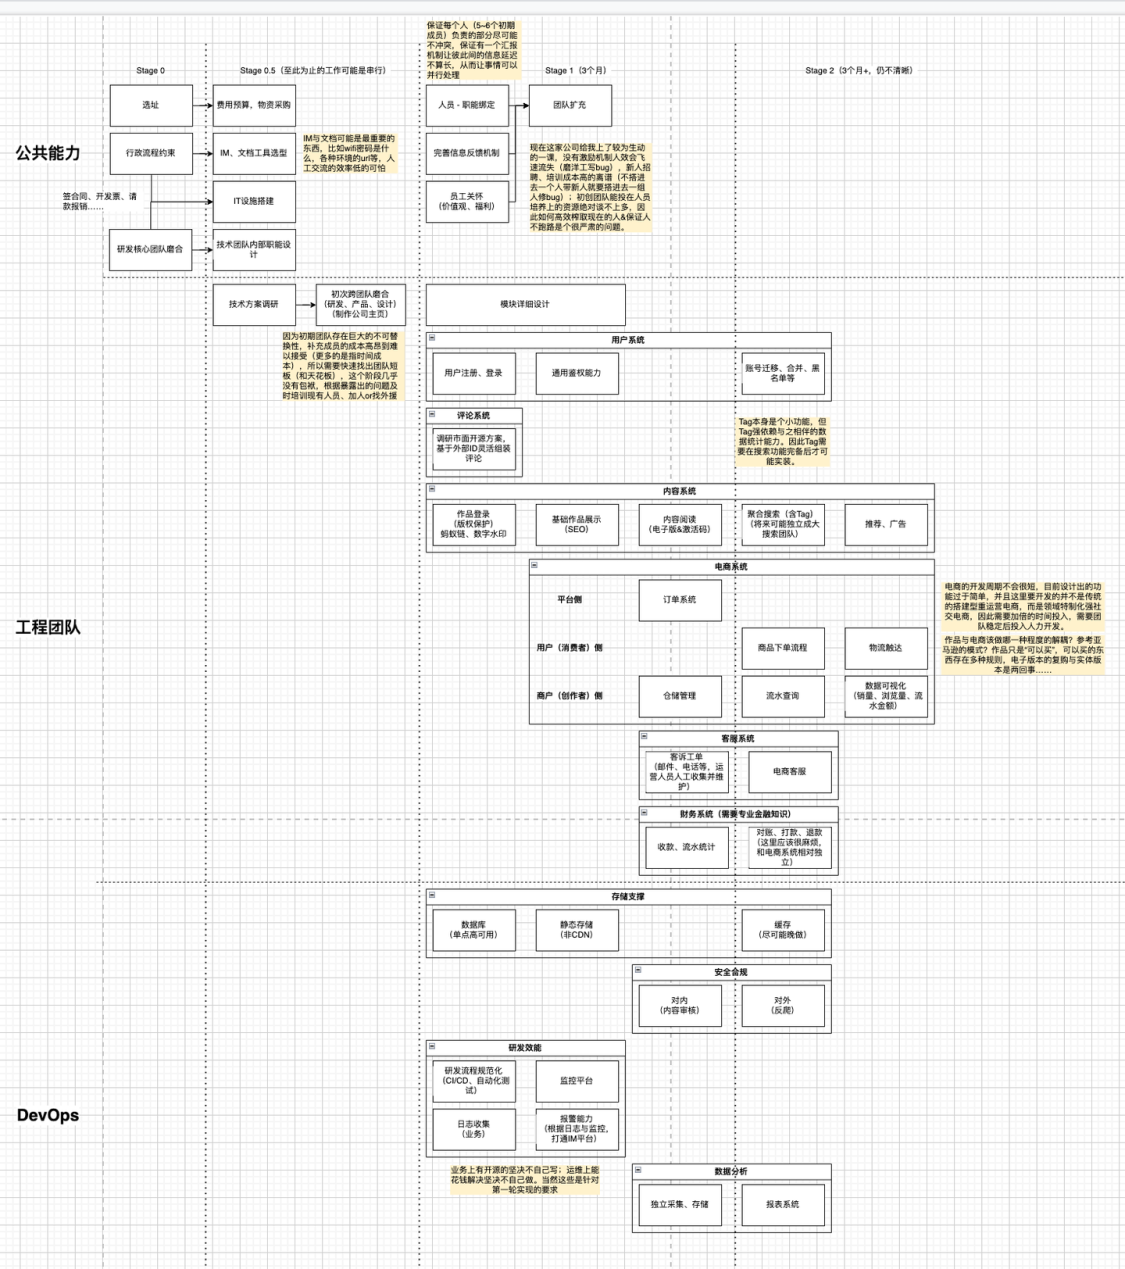 保证每个人（5~6个初期
成员）负责的部分尽可能
不冲突，保证有一个汇报
机制让彼此间的信息延迟
不算长，从而让事情可以
并行处理
Stage 0
Stage 0.5（至此为止的工作可能是串行）
Stage 1（3个月）
Stage 2（3个月+，仍不清晰）
公共能力
选址
费用预算，物资采购
人员 - 职能绑定
团队扩充
行政流程约束
IM、文档工具选型
IM与文档可能是最重要的
东西，比如wifi密码是什
么，各种环境的url等，人
工交流的效率低的可怕
完善信息反馈机制
现在这家公司给我上了较为生动
的一课，没有激励机制人效会飞
速流失（磨洋工写bug），新人招
聘、培训成本高的离谱（不搭进
去一个人带新人就要搭进去一组
人修bug）；初创团队能投在人员
培养上的资源绝对谈不上多，因
此如何高效榨取现在的人&保证人
不跑路是个很严肃的问题。
签合同、开发票、请
款报销……
IT设施搭建
员工关怀
（价值观、福利）
研发核心团队磨合
技术团队内部职能设
计
工程团队
技术方案调研
初次跨团队磨合
（研发、产品、设计）
（制作公司主页）
模块详细设计
因为初期团队存在巨大的不可替
换性，补充成员的成本高昂到难
以接受（更多的是指时间成
本），所以需要快速找出团队短
板（和天花板），这个阶段几乎
没有包袱，根据暴露出的问题及
时培训现有人员、加人or找外援
用户系统
用户注册、登录
通用鉴权能力
账号迁移、合并、黑
名单等
评论系统
调研市面开源方案，
基于外部ID灵活组装
评论
Tag本身是个小功能，但
Tag强依赖与之相伴的数
据统计能力。因此Tag需
要在搜索功能完备后才可
能实装。
内容系统
作品登录
（版权保护）
蚂蚁链、数字水印
基础作品展示
（SEO）
内容阅读
（电子版&激活码）
聚合搜索（含Tag）
（将来可能独立成大
搜索团队）
推荐、广告
电商系统
平台侧
订单系统
用户（消费者）侧
商品下单流程
物流触达
商户（创作者）侧
仓储管理
流水查询
数据可视化
（销量、浏览量、流
水金额）
电商的开发周期不会很短，目前设计出的功
能过于简单，并且这里要开发的并不是传统
的搭建型重运营电商，而是领域特制化强社
交电商，因此需要加倍的时间投入，需要团
队稳定后投入人力开发。
作品与电商该做哪一种程度的解耦？参考亚
马逊的模式？作品只是“可以买”，可以买的东
西存在多种规则，电子版本的复购与实体版
本是两回事……
客服系统
客诉工单
（邮件、电话等，运
营人员人工收集并维
护）
电商客服
财务系统（需要专业金融知识）
收款、流水统计
对账、打款、退款
（这里应该很麻烦，
和电商系统相对独
立）
DevOps
存储支撑
数据库
（单点高可用）
静态存储
（非CDN）
缓存
（尽可能晚做）
安全合规
对内
（内容审核）
对外
（反爬）
研发效能
研发流程规范化
（CI/CD、自动化测
试）
监控平台
日志收集
（业务）
报警能力
（根据日志与监控，
打通IM平台）
业务上有开源的坚决不自己写；运维上能
花钱解决坚决不自己做。当然这些是针对
第一轮实现的要求
数据分析
独立采集、存储
报表系统